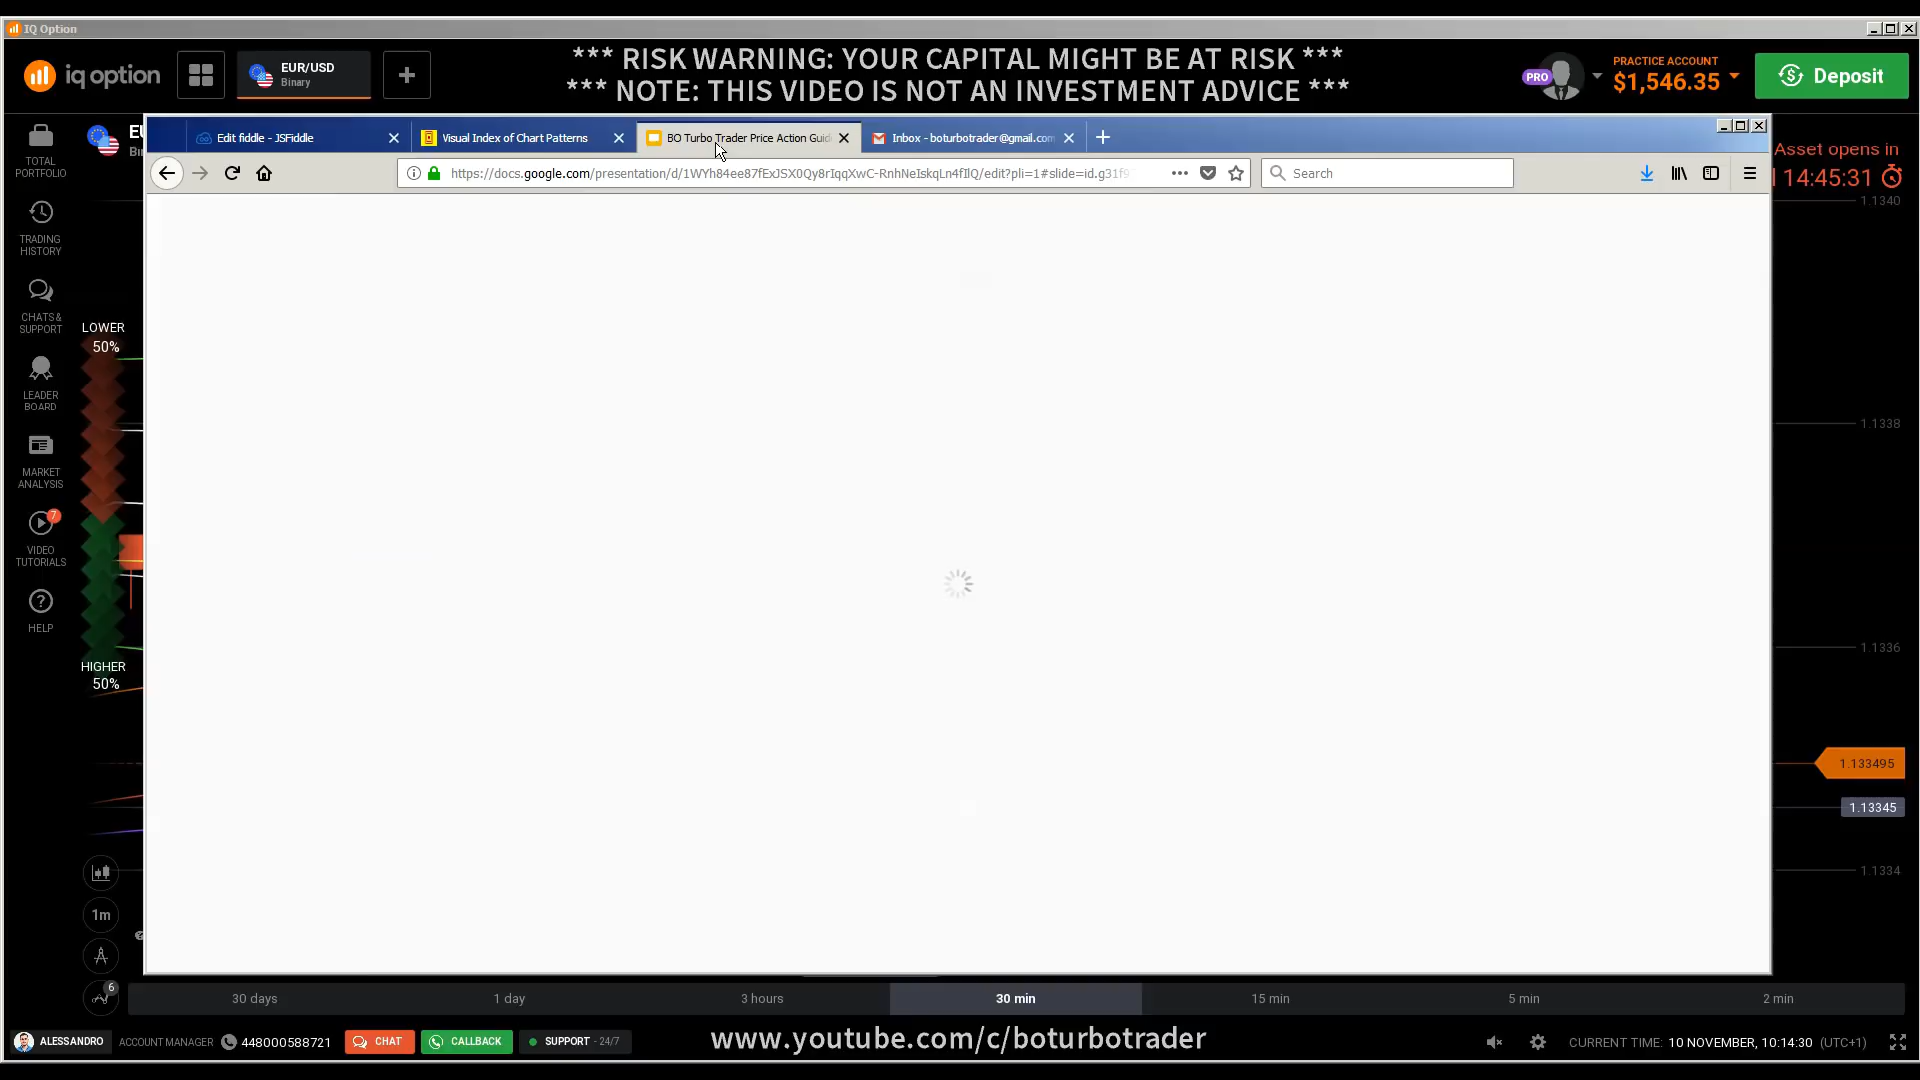 IQ Option
iq option
EUR/USD
Binary
*** RISK WARNING: YOUR CAPITAL MIGHT BE AT RISK ***
*** NOTE: THIS VIDEO IS NOT AN INVESTMENT ADVICE ***
PRO
PRACTICE ACCOUNT
$1,546.35
Deposit
Edit fiddle - JSFiddle
Visual Index of Chart Patterns
BO Turbo Trader Price Action Guid
Inbox - boturbotrader@gmail.com
https://docs.google.com/presentation/d/1WYh84ee87fExJSX0Qy8rIqqXwC-RnhNeIskqLn4fIlQ/edit?pli=1#slide=id.g31f9
Search
Asset opens in
14:45:31
TOTAL
PORTFOLIO
TRADING
HISTORY
CHATS &
SUPPORT
LEADER
BOARD
MARKET
ANALYSIS
7
VIDEO
TUTORIALS
HELP
LOWER
50%
HIGHER
50%
1.1340
1.1338
1.1336
1.133495
1.13345
1.1334
1m
6
30 days
1 day
3 hours
30 min
15 min
5 min
2 min
ALESSANDRO
ACCOUNT MANAGER
448000588721
CHAT
CALLBACK
SUPPORT - 24/7
www.youtube.com/c/boturbotrader
CURRENT TIME: 10 NOVEMBER, 10:14:30 (UTC+1)